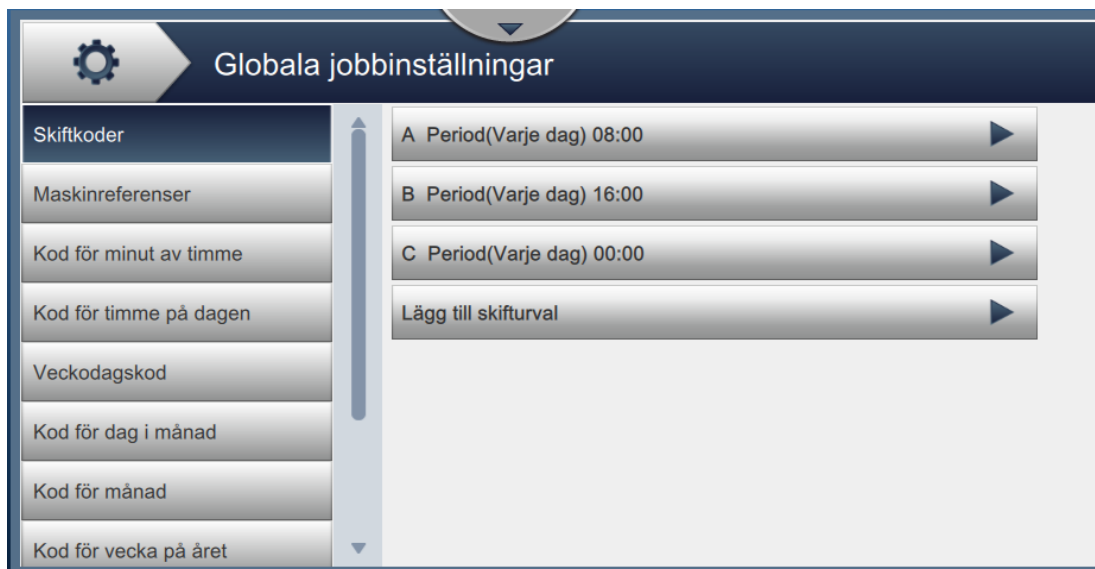 Globala jobbinställningar
Skiftkoder
Maskinreferenser
Kod för minut av timme
Kod för timme på dagen
Veckodagskod
Kod för dag i månad
Kod för månad
Kod för vecka på året
A Period(Varje dag) 08:00
B Period(Varje dag) 16:00
C Period(Varje dag) 00:00
Lägg till skifturval